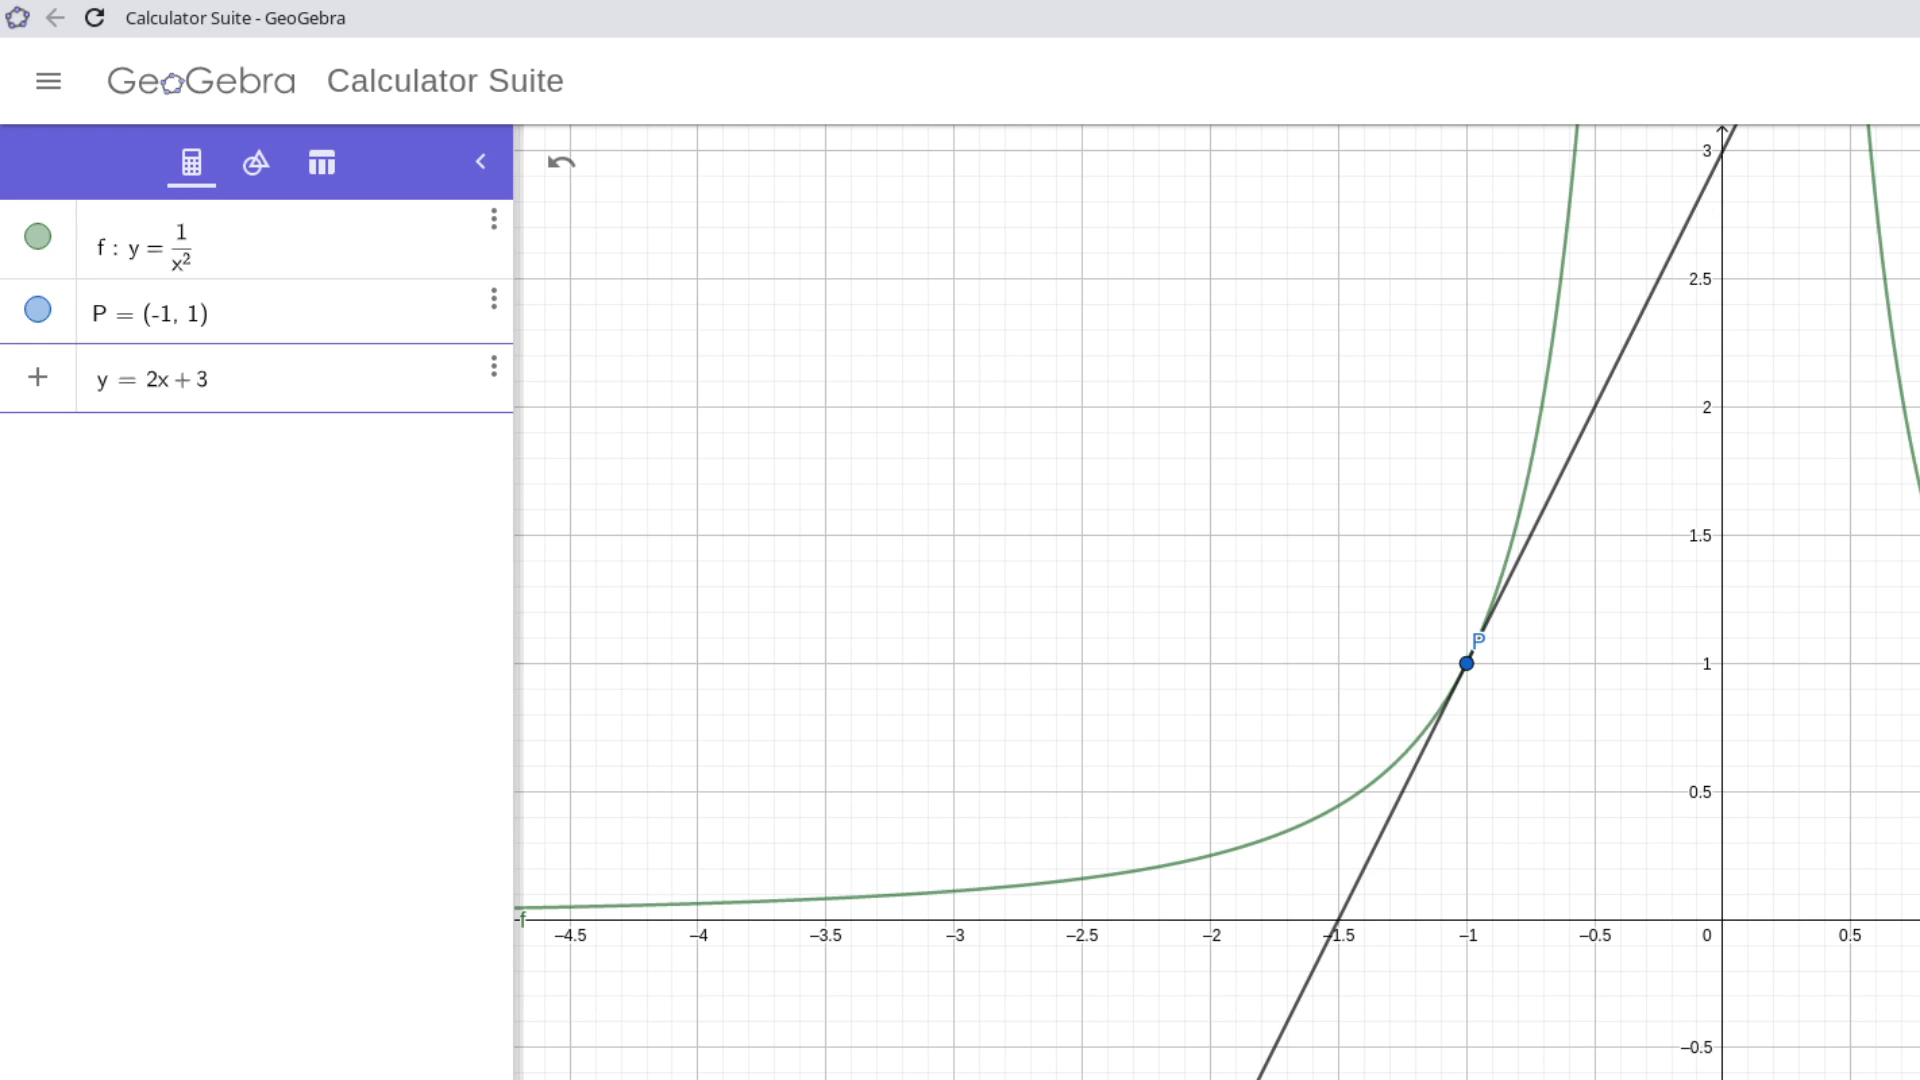 Calculator Suite - GeoGebra
GeoGebra Calculator Suite
f : y = 1/x²
P = (-1, 1)
y = 2x + 3
3
2.5
2
1.5
P
1
0.5
f
–4.5 –4 –3.5 –3 –2.5 –2 –1.5 –1 –0.5 0 0.5
–0.5